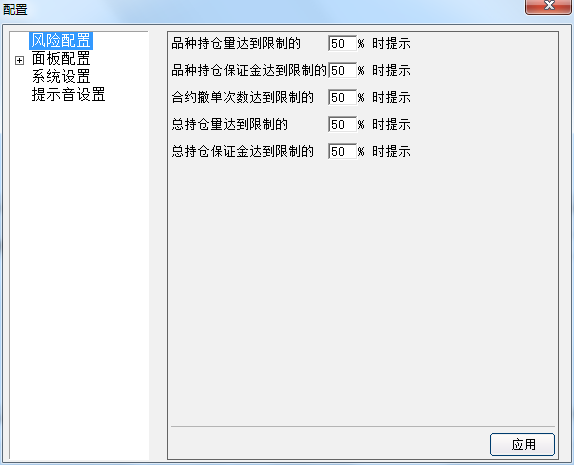 配置
风险配置
面板配置
系统设置
提示音设置
品种持仓量达到限制的 50 % 时提示
品种持仓保证金达到限制的 50 % 时提示
合约撤单次数达到限制的 50 % 时提示
总持仓量达到限制的 50 % 时提示
总持仓保证金达到限制的 50 % 时提示
应用